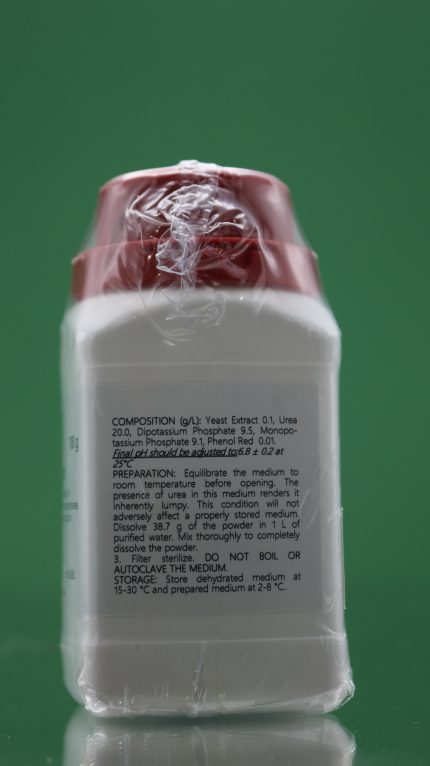 COMPOSITION (g/L): Yeast Extract 0.1, Urea
20.0, Dipotassium Phosphate 9.5, Monopo-
tassium Phosphate 9.1, Phenol Red 0.01.
Final pH should be adjusted to:6.8 ± 0.2 at
25°C
PREPARATION: Equilibrate the medium to
room temperature before opening. The
presence of urea in this medium renders it
inherently lumpy. This condition will not
adversely affect a properly stored medium.
Dissolve 38.7 g of the powder in 1 L of
purified water. Mix thoroughly to completely
dissolve the powder.
3. Filter sterilize. DO NOT BOIL OR
AUTOCLAVE THE MEDIUM.
STORAGE: Store dehydrated medium at
15-30 °C and prepared medium at 2-8 °C.
100 g